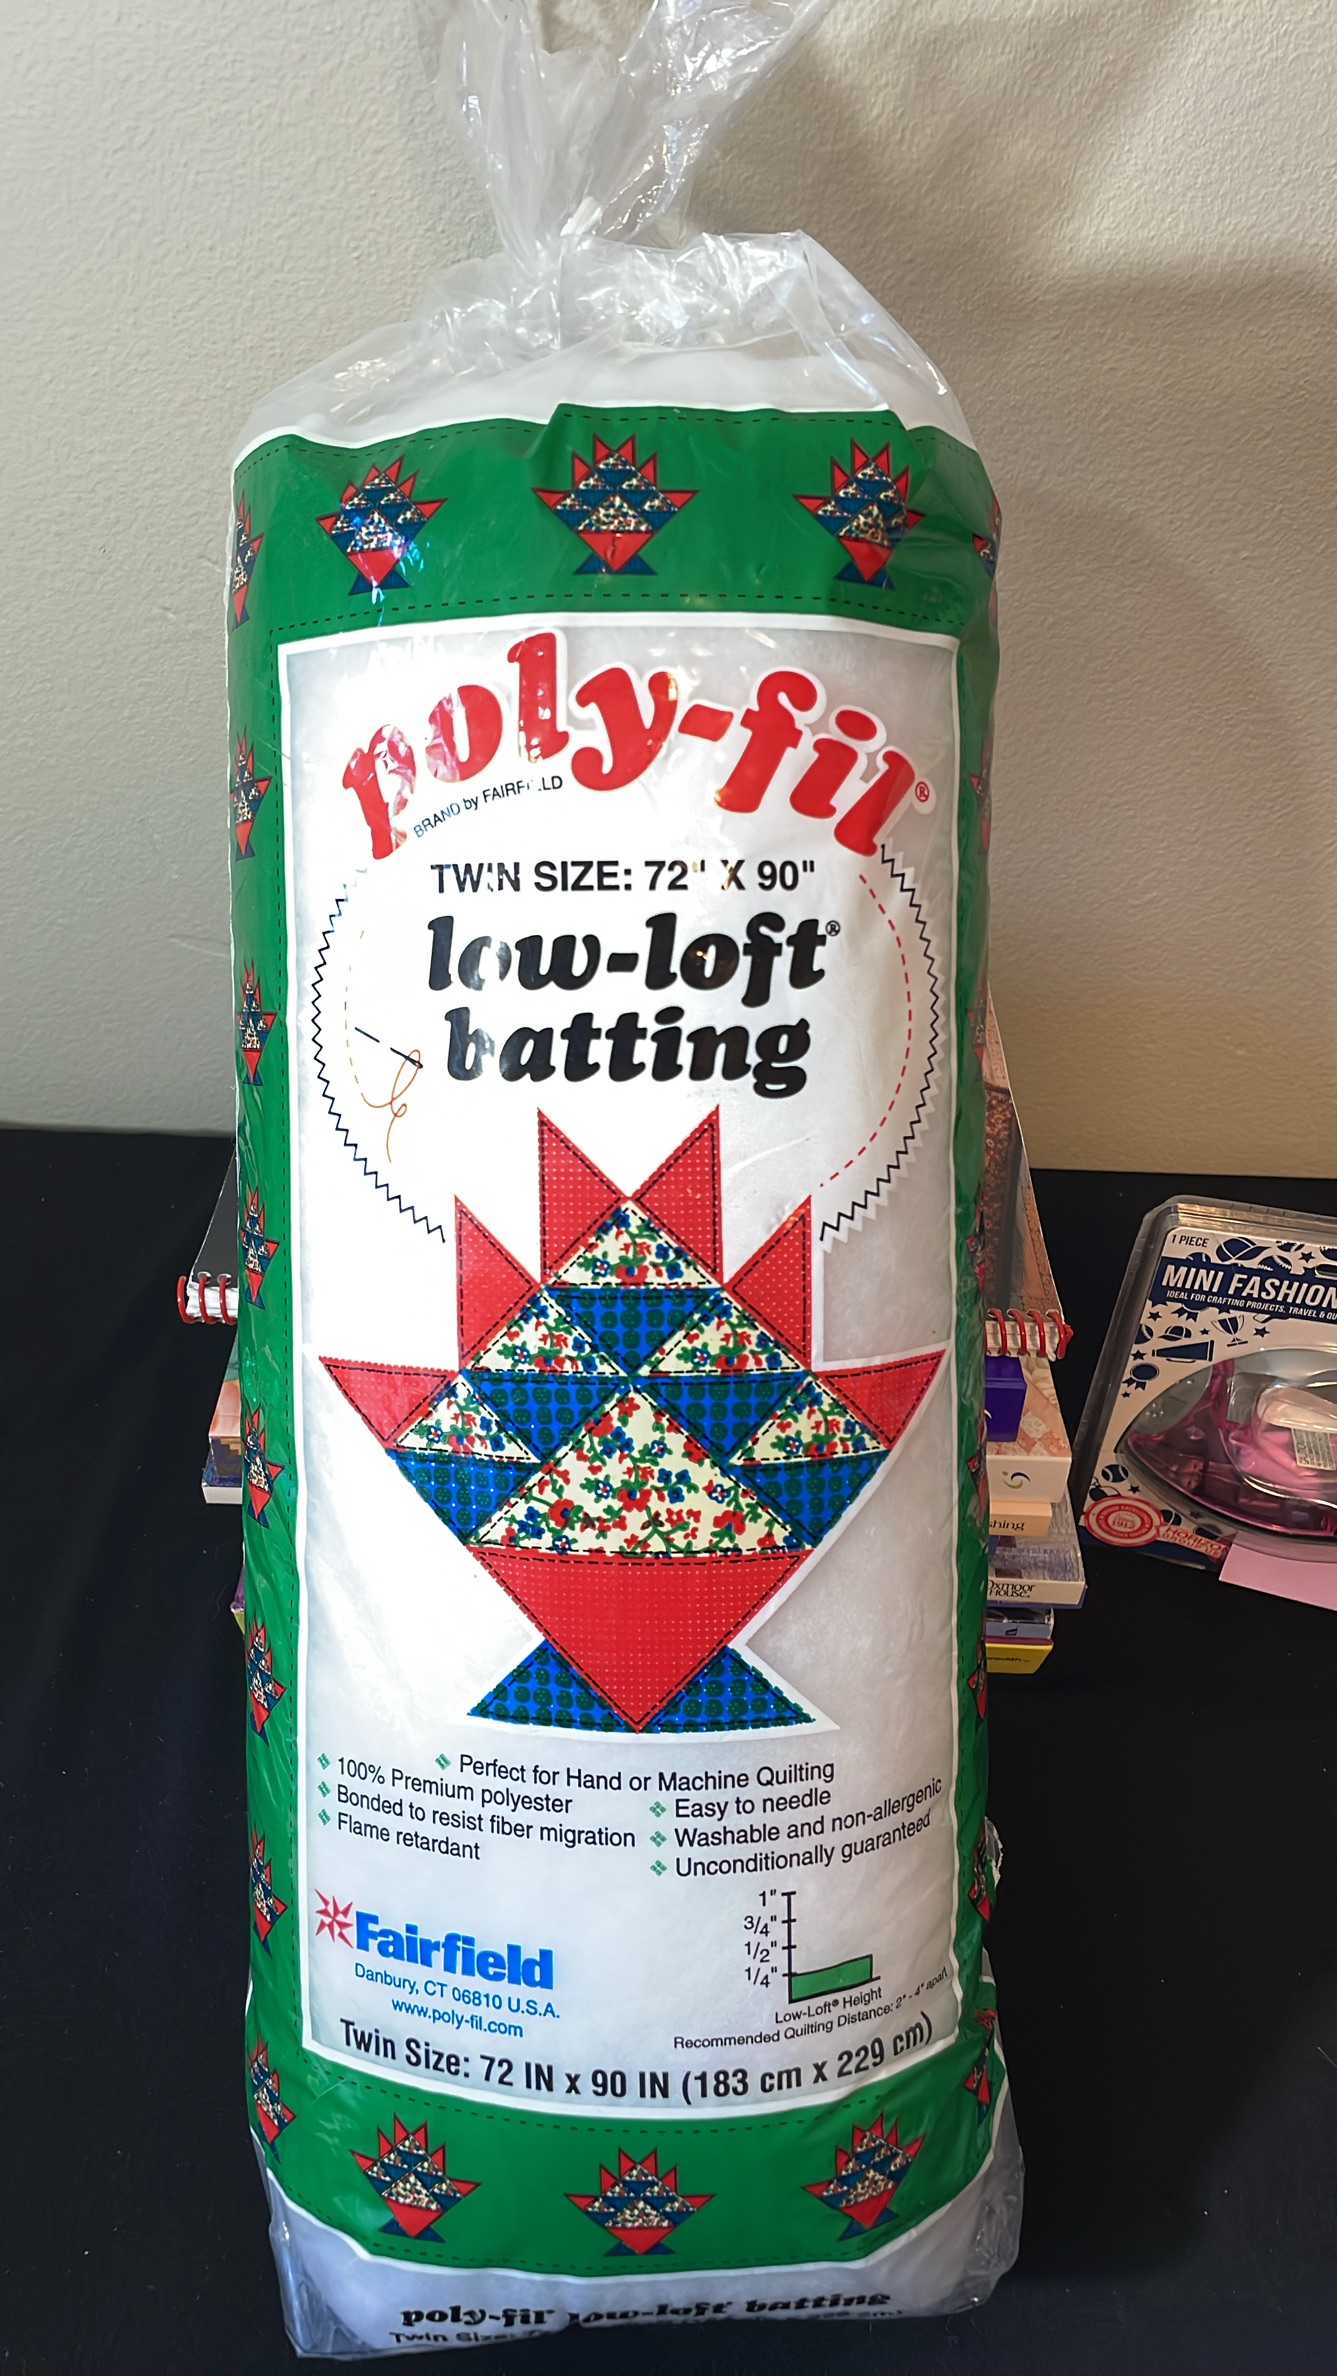 poly-fil®
BRAND by FAIRFIELD
TWIN SIZE: 72" X 90"
low-loft®
batting
Perfect for Hand or Machine Quilting
100% Premium polyester
Bonded to resist fiber migration
Flame retardant
Easy to needle
Washable and non-allergenic
Unconditionally guaranteed
Fairfield
Danbury, CT 06810 U.S.A.
www.poly-fil.com
1"
3/4"
1/2"
1/4"
Low-Loft® Height
Recommended Quilting Distance: 2" - 4" apart
Twin Size: 72 IN x 90 IN (183 cm x 229 cm)
poly-fil low-loft batting
Twin
1 PIECE
MINI FASHION
IDEAL FOR CRAFTING PROJECTS, TRAVEL &
1912
Oxmoor
House